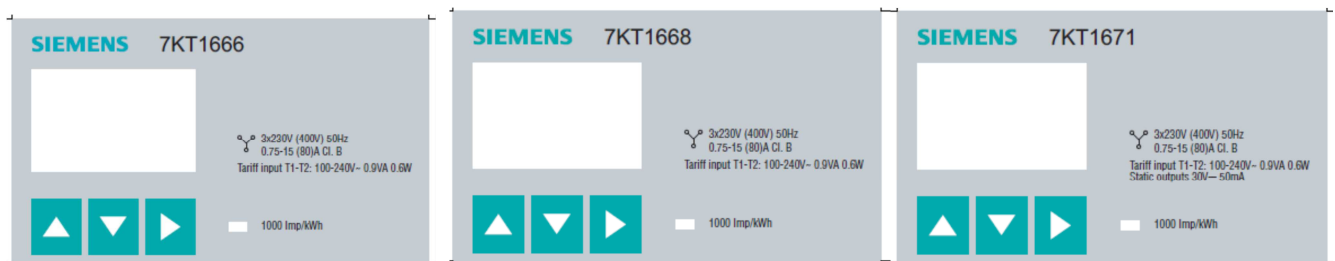 SIEMENS 7KT1666
3x230V (400V) 50Hz
0.75-15 (80)A Cl. B
Tariff input T1-T2: 100-240V~ 0.9VA 0.6W
1000 Imp/kWh
SIEMENS 7KT1668
3x230V (400V) 50Hz
0.75-15 (80)A Cl. B
Tariff input T1-T2: 100-240V~ 0.9VA 0.6W
1000 Imp/kWh
SIEMENS 7KT1671
3x230V (400V) 50Hz
0.75-15 (80)A Cl. B
Tariff input T1-T2: 100-240V~ 0.9VA 0.6W
Static outputs 30V⎓ 50mA
1000 Imp/kWh